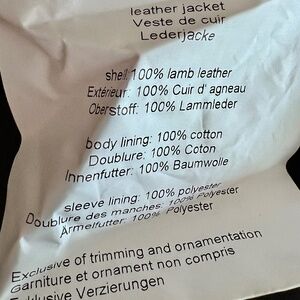 leather jacket
Veste de cuir
Lederjacke
shell: 100% lamb leather
Extérieur: 100% Cuir d' agneau
Oberstoff: 100% Lammleder
body lining: 100% cotton
Doublure: 100% Coton
Innenfutter: 100% Baumwolle
sleeve lining: 100% polyester
Doublure des manches: 100% Polyester
Ärmelfutter: 100% Polyester
Exclusive of trimming and ornamentation
Garniture et ornament non compris
Exklusive Verzierungen